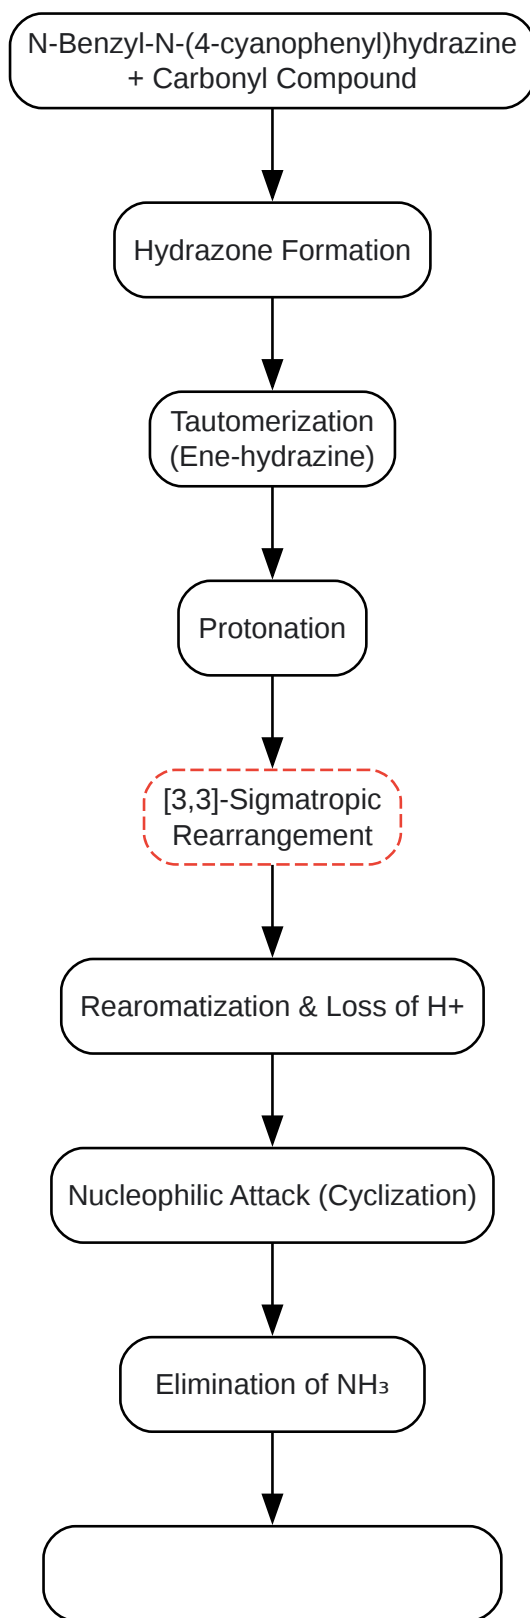 N-Benzyl-N-(4-cyanophenyl)hydrazine
+ Carbonyl Compound
Hydrazone Formation
Tautomerization
(Ene-hydrazine)
Protonation
[3,3]-Sigmatropic
Rearrangement
Rearomatization & Loss of H+
Nucleophilic Attack (Cyclization)
Elimination of NH₃